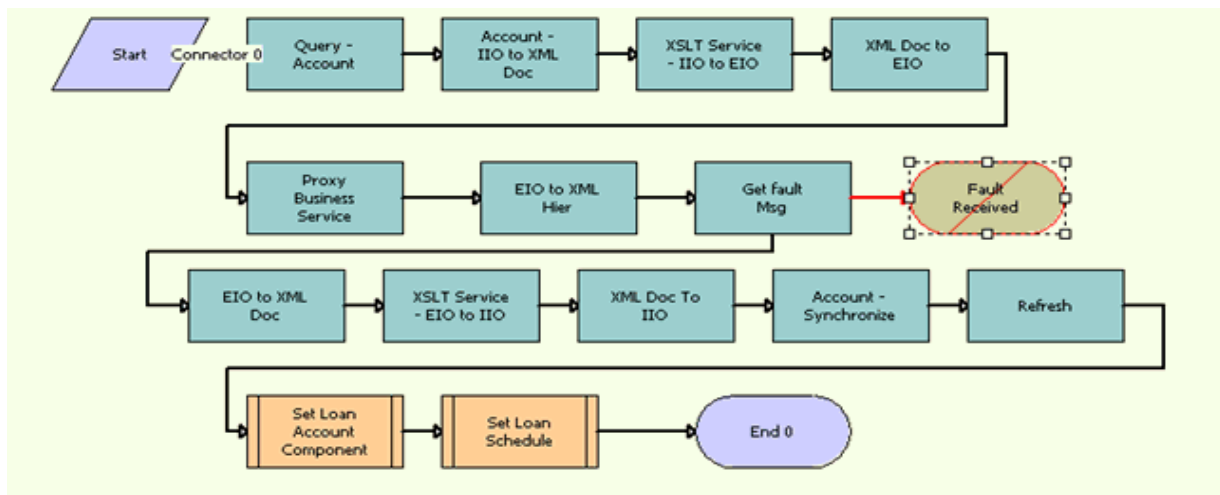 Start
Connector 0
Query -
Account
Account -
IIO to XML
Doc
XSLT Service
- IIO to EIO
XML Doc to
EIO
Proxy
Business
Service
EIO to XML
Hier
Get fault
Msg
Fault
Received
EIO to XML
Doc
XSLT Service
- EIO to IIO
XML Doc To
IIO
Account -
Synchronize
Refresh
Set Loan
Account
Component
Set Loan
Schedule
End 0